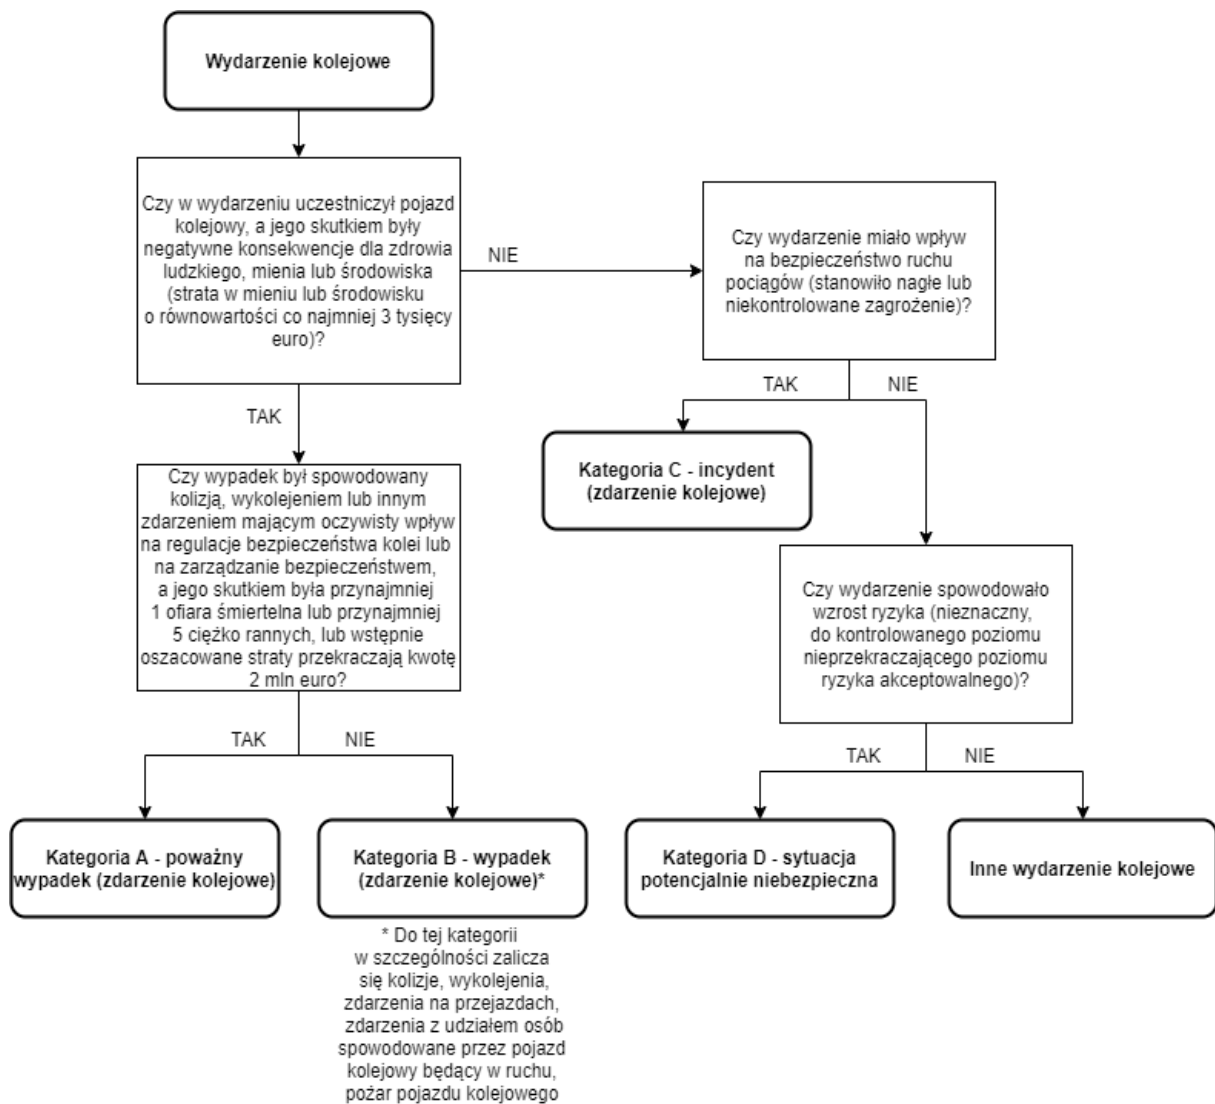 Wydarzenie kolejowe
Czy w wydarzeniu uczestniczył pojazd
kolejowy, a jego skutkiem były
negatywne konsekwencje dla zdrowia
ludzkiego, mienia lub środowiska
(strata w mieniu lub środowisku
o równowartości co najmniej 3 tysięcy
euro)?
NIE
Czy wydarzenie miało wpływ
na bezpieczeństwo ruchu
pociągów (stanowiło nagłe lub
niekontrolowane zagrożenie)?
TAK
NIE
TAK
Kategoria C - incydent
(zdarzenie kolejowe)
Czy wypadek był spowodowany
kolizją, wykolejeniem lub innym
zdarzeniem mającym oczywisty wpływ
na regulacje bezpieczeństwa kolei lub
na zarządzanie bezpieczeństwem,
a jego skutkiem była przynajmniej
1 ofiara śmiertelna lub przynajmniej
5 ciężko rannych, lub wstępnie
oszacowane straty przekraczają kwotę
2 mln euro?
Czy wydarzenie spowodowało
wzrost ryzyka (nieznaczny,
do kontrolowanego poziomu
nieprzekraczającego poziomu
ryzyka akceptowalnego)?
TAK
NIE
TAK
NIE
Kategoria A - poważny
wypadek (zdarzenie kolejowe)
Kategoria B - wypadek
(zdarzenie kolejowe)*
Kategoria D - sytuacja
potencjalnie niebezpieczna
Inne wydarzenie kolejowe
* Do tej kategorii
w szczególności zalicza
się kolizje, wykolejenia,
zdarzenia na przejazdach,
zdarzenia z udziałem osób
spowodowane przez pojazd
kolejowy będący w ruchu,
pożar pojazdu kolejowego